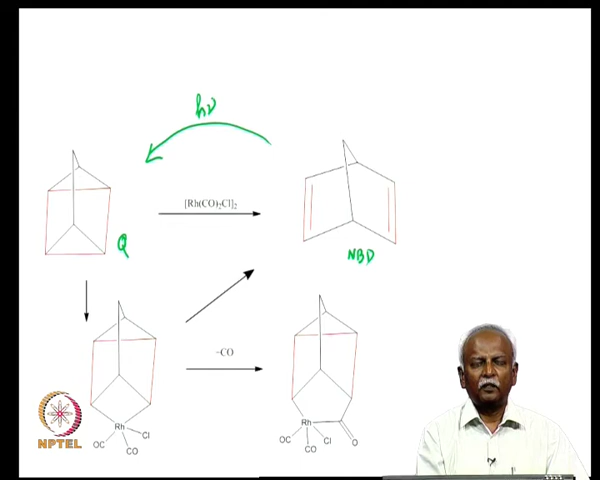 hν
[Rh(CO)2Cl]2
Q
NBD
-CO
Rh
Cl
OC
CO
Rh
OC
CO
Cl
O
NPTEL